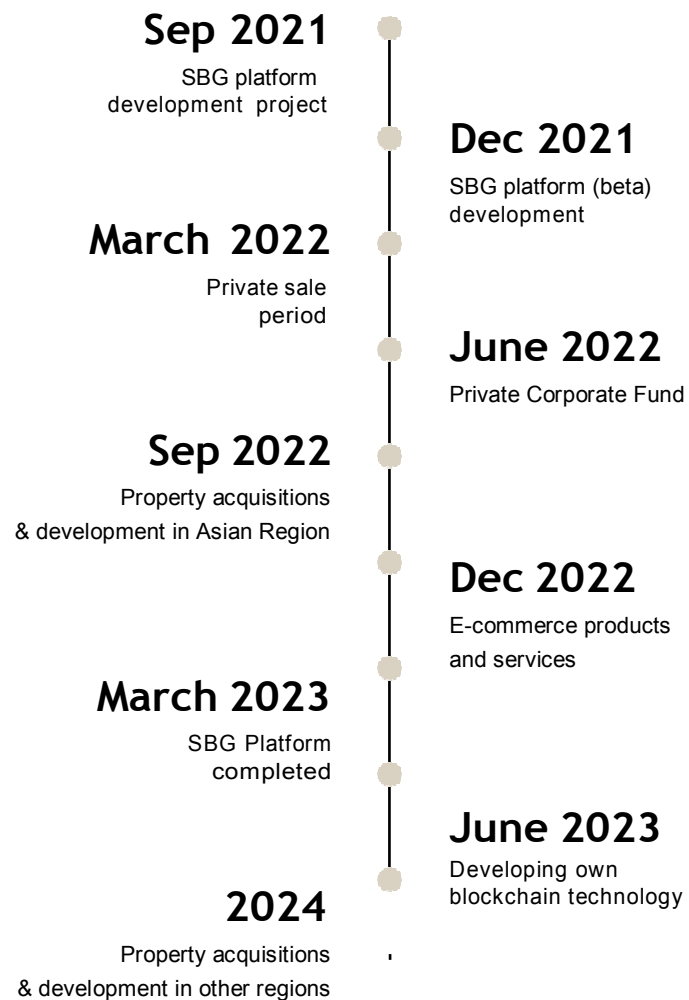 Sep 2021
SBG platform
development project
Dec 2021
SBG platform (beta)
development
March 2022
Private sale
period
June 2022
Private Corporate Fund
Sep 2022
Property acquisitions
& development in Asian Region
Dec 2022
E-commerce products
and services
March 2023
SBG Platform
completed
June 2023
Developing own
blockchain technology
2024
Property acquisitions
& development in other regions